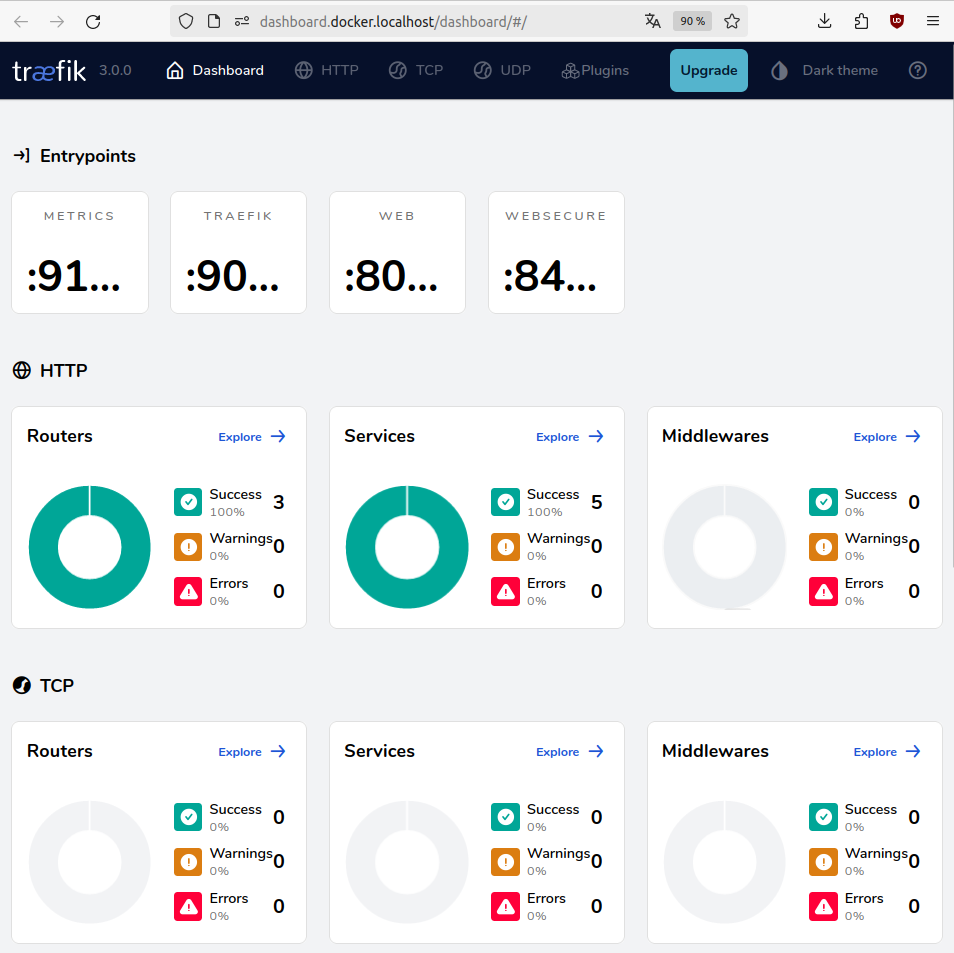 dashboard.docker.localhost/dashboard/#/ 90 %
træfik 3.0.0 Dashboard HTTP TCP UDP Plugins Upgrade Dark theme
Entrypoints
METRICS TRAEFIK WEB WEBSECURE
:91... :90... :80... :84...
HTTP
Routers Explore Services Explore Middlewares Explore
Success 3 Success 5 Success 0
100% 100% 0%
Warnings 0 Warnings 0 Warnings 0
0% 0% 0%
Errors 0 Errors 0 Errors 0
0% 0% 0%
TCP
Routers Explore Services Explore Middlewares Explore
Success 0 Success 0 Success 0
0% 0% 0%
Warnings 0 Warnings 0 Warnings 0
0% 0% 0%
Errors 0 Errors 0 Errors 0
0% 0% 0%